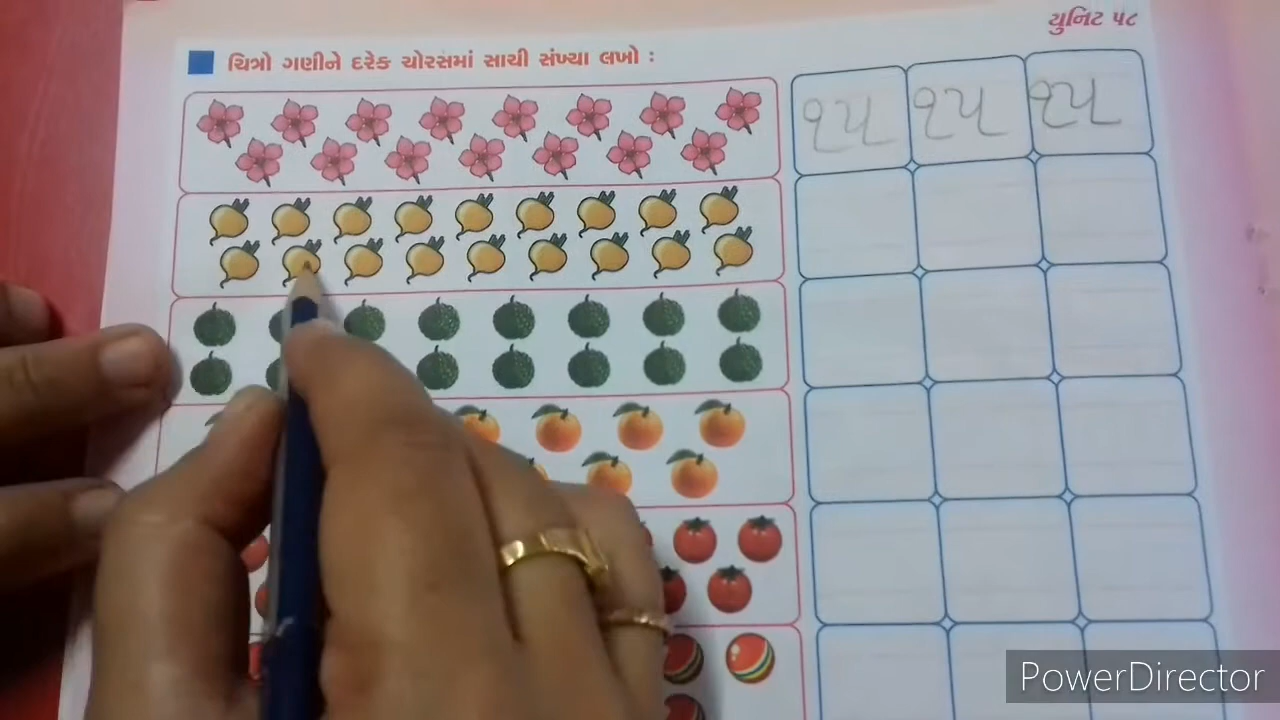 યુનિટ ૫૮
ચિત્રો ગણીને દરેક ચોરસમાં સાચી સંખ્યા લખો :
૧૫ ૧૫ ૧૫
PowerDirector